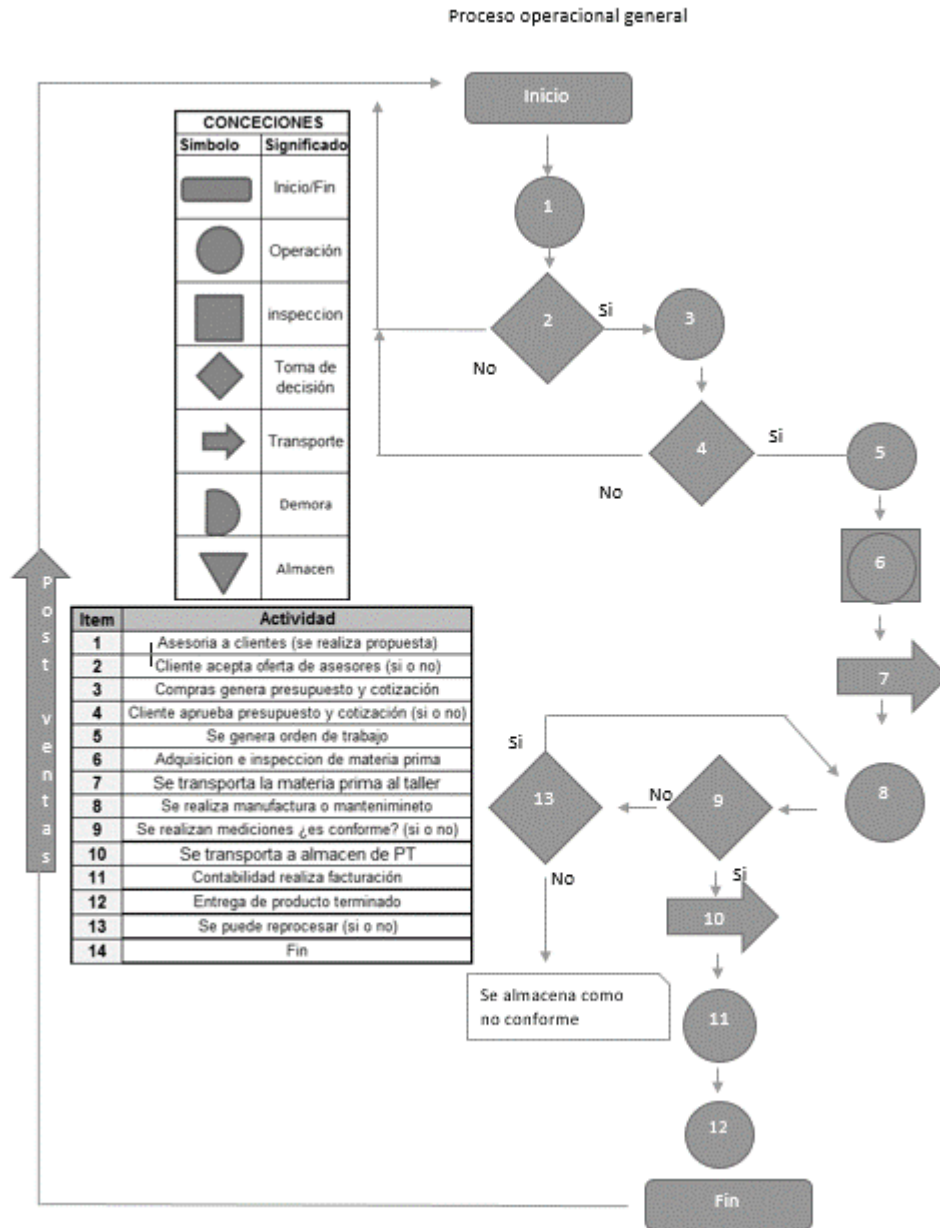 Proceso operacional general
Inicio
CONCECIONES
Simbolo Significado
Inicio/Fin
Operación
inspeccion
Toma de
decisión
Transporte
Demora
Almacen
1
2
Si
No
3
4
Si
No
5
6
7
8
9
No
Si
13
Si
No
10
Se almacena como
no conforme
11
12
Fin
Post ventas
Item Actividad
1 Asesoria a clientes (se realiza propuesta)
2 Cliente acepta oferta de asesores (si o no)
3 Compras genera presupuesto y cotización
4 Cliente aprueba presupuesto y cotización (si o no)
5 Se genera orden de trabajo
6 Adquisicion e inspeccion de materia prima
7 Se transporta la materia prima al taller
8 Se realiza manufactura o mantenimineto
9 Se realizan mediciones ¿es conforme? (si o no)
10 Se transporta a almacen de PT
11 Contabilidad realiza facturación
12 Entrega de producto terminado
13 Se puede reprocesar (si o no)
14 Fin